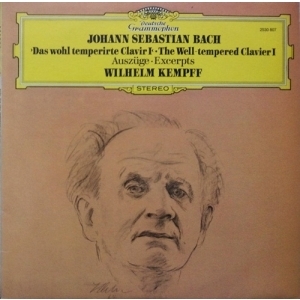 Deutsche
Grammophon
JOHANN SEBASTIAN BACH
·Das wohl temperirte Clavir I·The Well-tempered Clavier I
Auszüge·Excerpts
WILHELM KEMPFF
STEREO